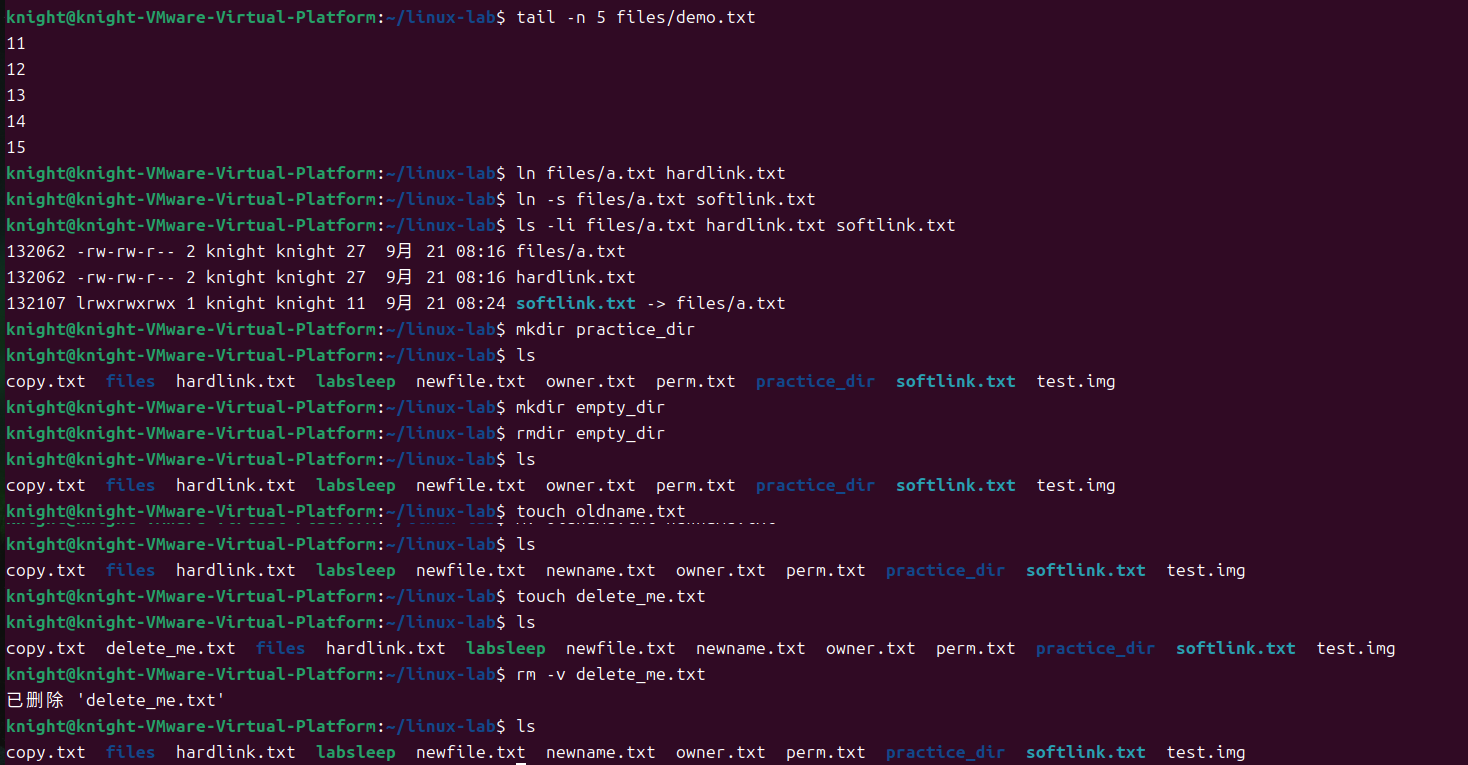 knight@knight-VMware-Virtual-Platform:~/linux-lab$ tail -n 5 files/demo.txt
11
12
13
14
15
knight@knight-VMware-Virtual-Platform:~/linux-lab$ ln files/a.txt hardlink.txt
knight@knight-VMware-Virtual-Platform:~/linux-lab$ ln -s files/a.txt softlink.txt
knight@knight-VMware-Virtual-Platform:~/linux-lab$ ls -li files/a.txt hardlink.txt softlink.txt
132062 -rw-rw-r-- 2 knight knight 27  9月 21 08:16 files/a.txt
132062 -rw-rw-r-- 2 knight knight 27  9月 21 08:16 hardlink.txt
132107 lrwxrwxrwx 1 knight knight 11  9月 21 08:24 softlink.txt -> files/a.txt
knight@knight-VMware-Virtual-Platform:~/linux-lab$ mkdir practice_dir
knight@knight-VMware-Virtual-Platform:~/linux-lab$ ls
copy.txt  files  hardlink.txt  labsleep  newfile.txt  owner.txt  perm.txt  practice_dir  softlink.txt  test.img
knight@knight-VMware-Virtual-Platform:~/linux-lab$ mkdir empty_dir
knight@knight-VMware-Virtual-Platform:~/linux-lab$ rmdir empty_dir
knight@knight-VMware-Virtual-Platform:~/linux-lab$ ls
copy.txt  files  hardlink.txt  labsleep  newfile.txt  owner.txt  perm.txt  practice_dir  softlink.txt  test.img
knight@knight-VMware-Virtual-Platform:~/linux-lab$ touch oldname.txt
knight@knight-VMware-Virtual-Platform:~/linux-lab$ ls
copy.txt  files  hardlink.txt  labsleep  newfile.txt  newname.txt  owner.txt  perm.txt  practice_dir  softlink.txt  test.img
knight@knight-VMware-Virtual-Platform:~/linux-lab$ touch delete_me.txt
knight@knight-VMware-Virtual-Platform:~/linux-lab$ ls
copy.txt  delete_me.txt  files  hardlink.txt  labsleep  newfile.txt  newname.txt  owner.txt  perm.txt  practice_dir  softlink.txt  test.img
knight@knight-VMware-Virtual-Platform:~/linux-lab$ rm -v delete_me.txt
已删除 'delete_me.txt'
knight@knight-VMware-Virtual-Platform:~/linux-lab$ ls
copy.txt  files  hardlink.txt  labsleep  newfile.txt  newname.txt  owner.txt  perm.txt  practice_dir  softlink.txt  test.img